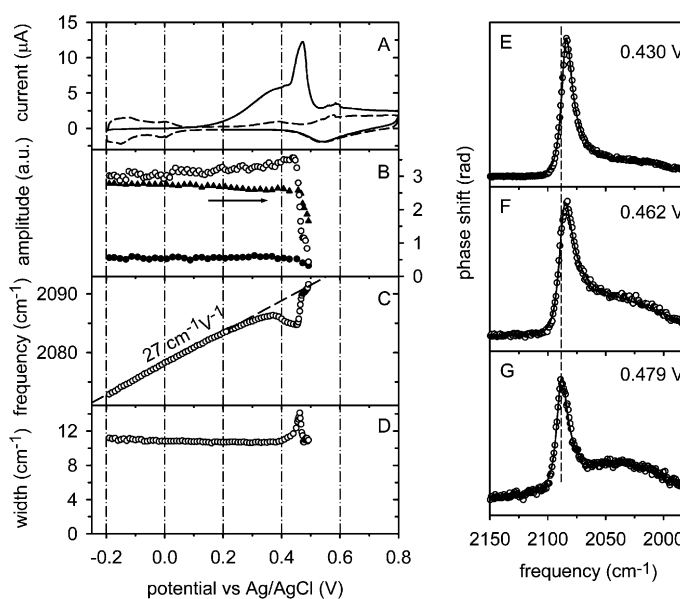 current (μA)
15
10
5
0
A
amplitude (a.u.)
B
3
2
1
0
frequency (cm-1)
2090
2080
27 cm-1V-1
C
width (cm-1)
12
8
4
0
D
-0.2 0.0 0.2 0.4 0.6 0.8
potential vs Ag/AgCl (V)
phase shift (rad)
E 0.430 V
F 0.462 V
G 0.479 V
2150 2100 2050 2000
frequency (cm-1)